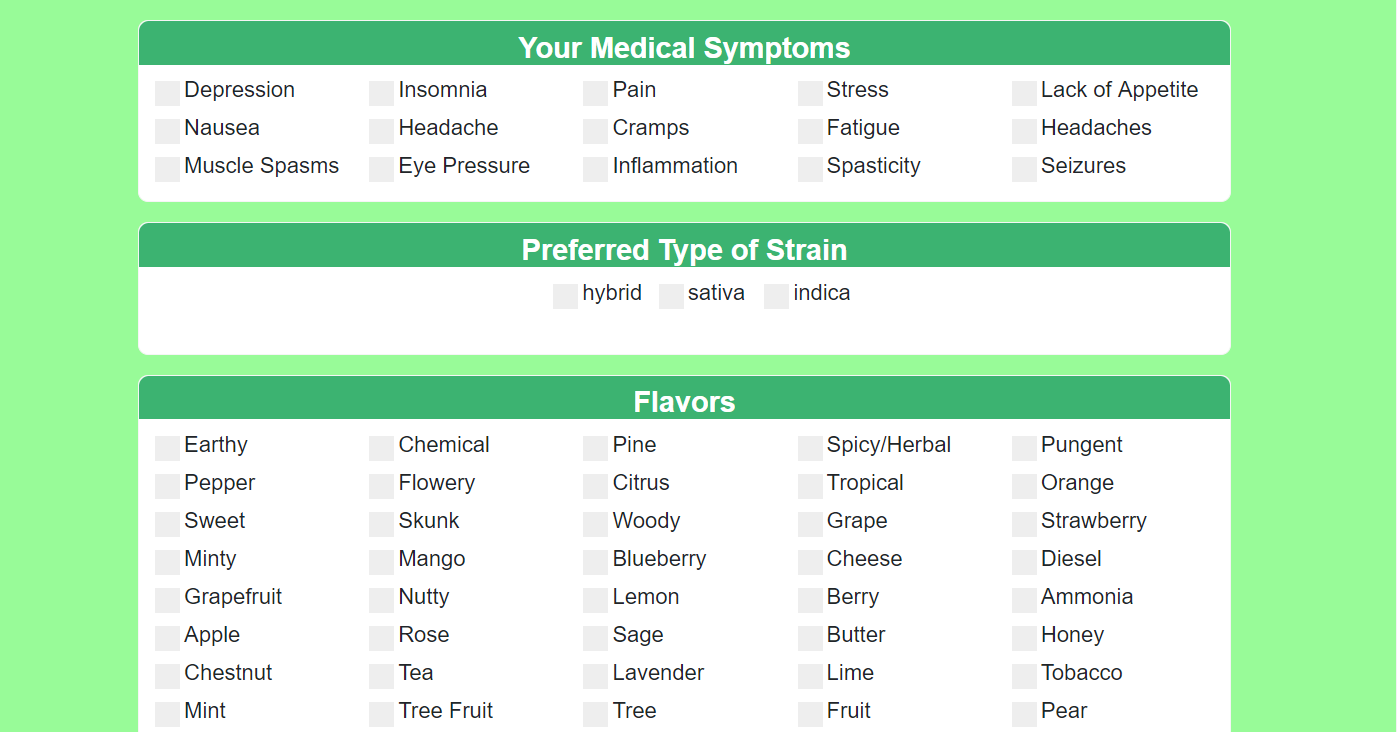 Your Medical Symptoms
Depression Insomnia Pain Stress Lack of Appetite
Nausea Headache Cramps Fatigue Headaches
Muscle Spasms Eye Pressure Inflammation Spasticity Seizures
Preferred Type of Strain
hybrid sativa indica
Flavors
Earthy Chemical Pine Spicy/Herbal Pungent
Pepper Flowery Citrus Tropical Orange
Sweet Skunk Woody Grape Strawberry
Minty Mango Blueberry Cheese Diesel
Grapefruit Nutty Lemon Berry Ammonia
Apple Rose Sage Butter Honey
Chestnut Tea Lavender Lime Tobacco
Mint Tree Fruit Tree Fruit Pear